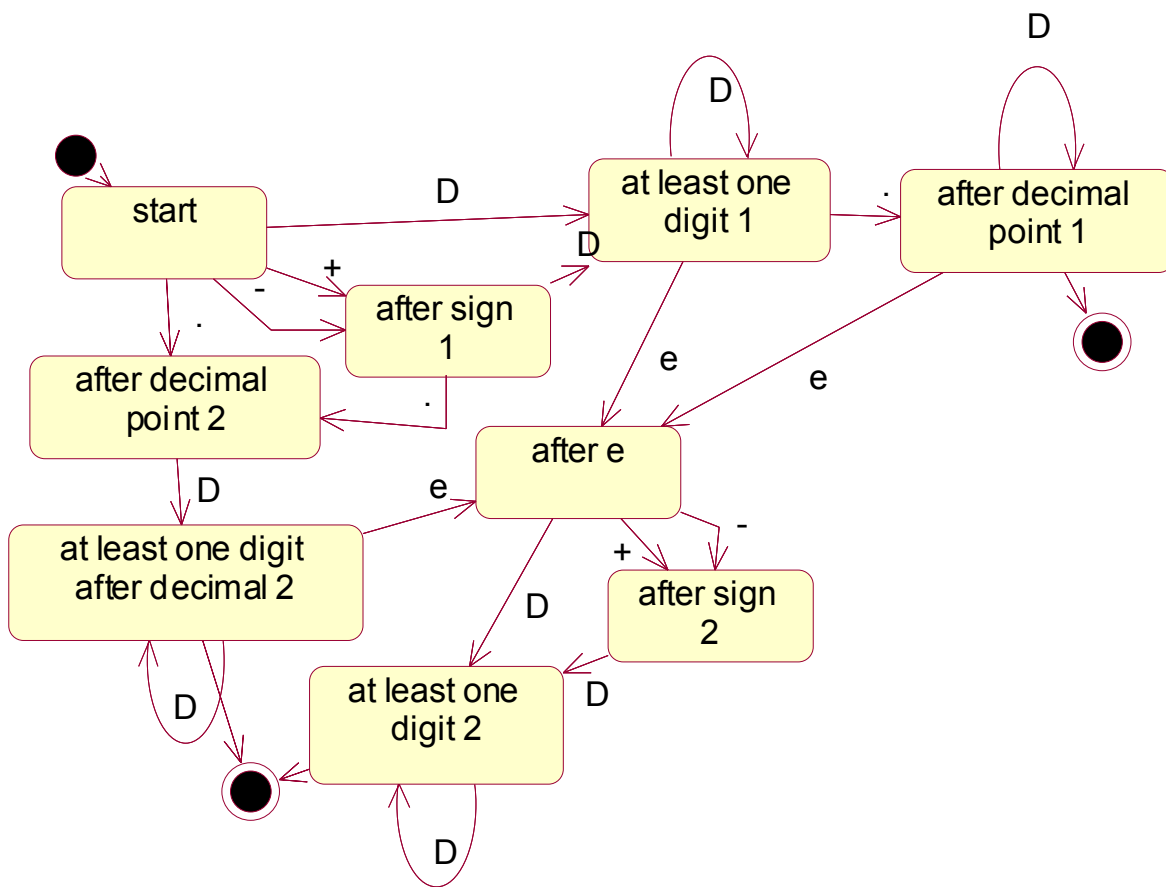 D
D
start
D
at least one
digit 1
.
after decimal
point 1
D
+
-
after sign
1
.
after decimal
point 2
.
e
e
after e
D
e
-
+
at least one digit
after decimal 2
after sign
2
D
D
at least one
digit 2
D
D